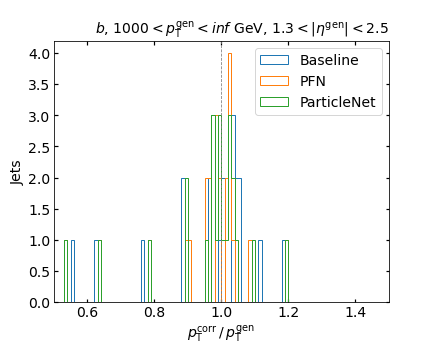 b, 1000 < p_T^gen < inf GeV, 1.3 < |η^gen| < 2.5
4.0
3.5
3.0
2.5
2.0
1.5
1.0
0.5
0.0
Jets
Baseline
PFN
ParticleNet
0.6 0.8 1.0 1.2 1.4
p_T^corr / p_T^gen